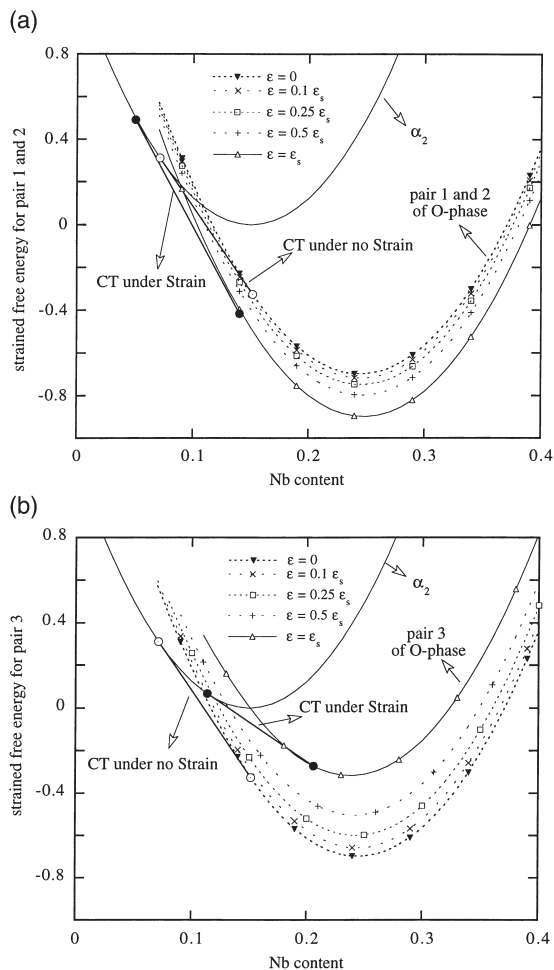 (a)
0.8
ε = 0
ε = 0.1 εs
ε = 0.25 εs
ε = 0.5 εs
ε = εs
α2
0.4
pair 1 and 2
of O-phase
0
CT under no Strain
CT under Strain
-0.4
-0.8
strained free energy for pair 1 and 2
0 0.1 0.2 0.3 0.4
Nb content
(b)
0.8
ε = 0
ε = 0.1 εs
ε = 0.25 εs
ε = 0.5 εs
ε = εs
α2
0.4
pair 3
of O-phase
0
CT under Strain
CT under no Strain
-0.4
-0.8
strained free energy for pair 3
0 0.1 0.2 0.3 0.4
Nb content